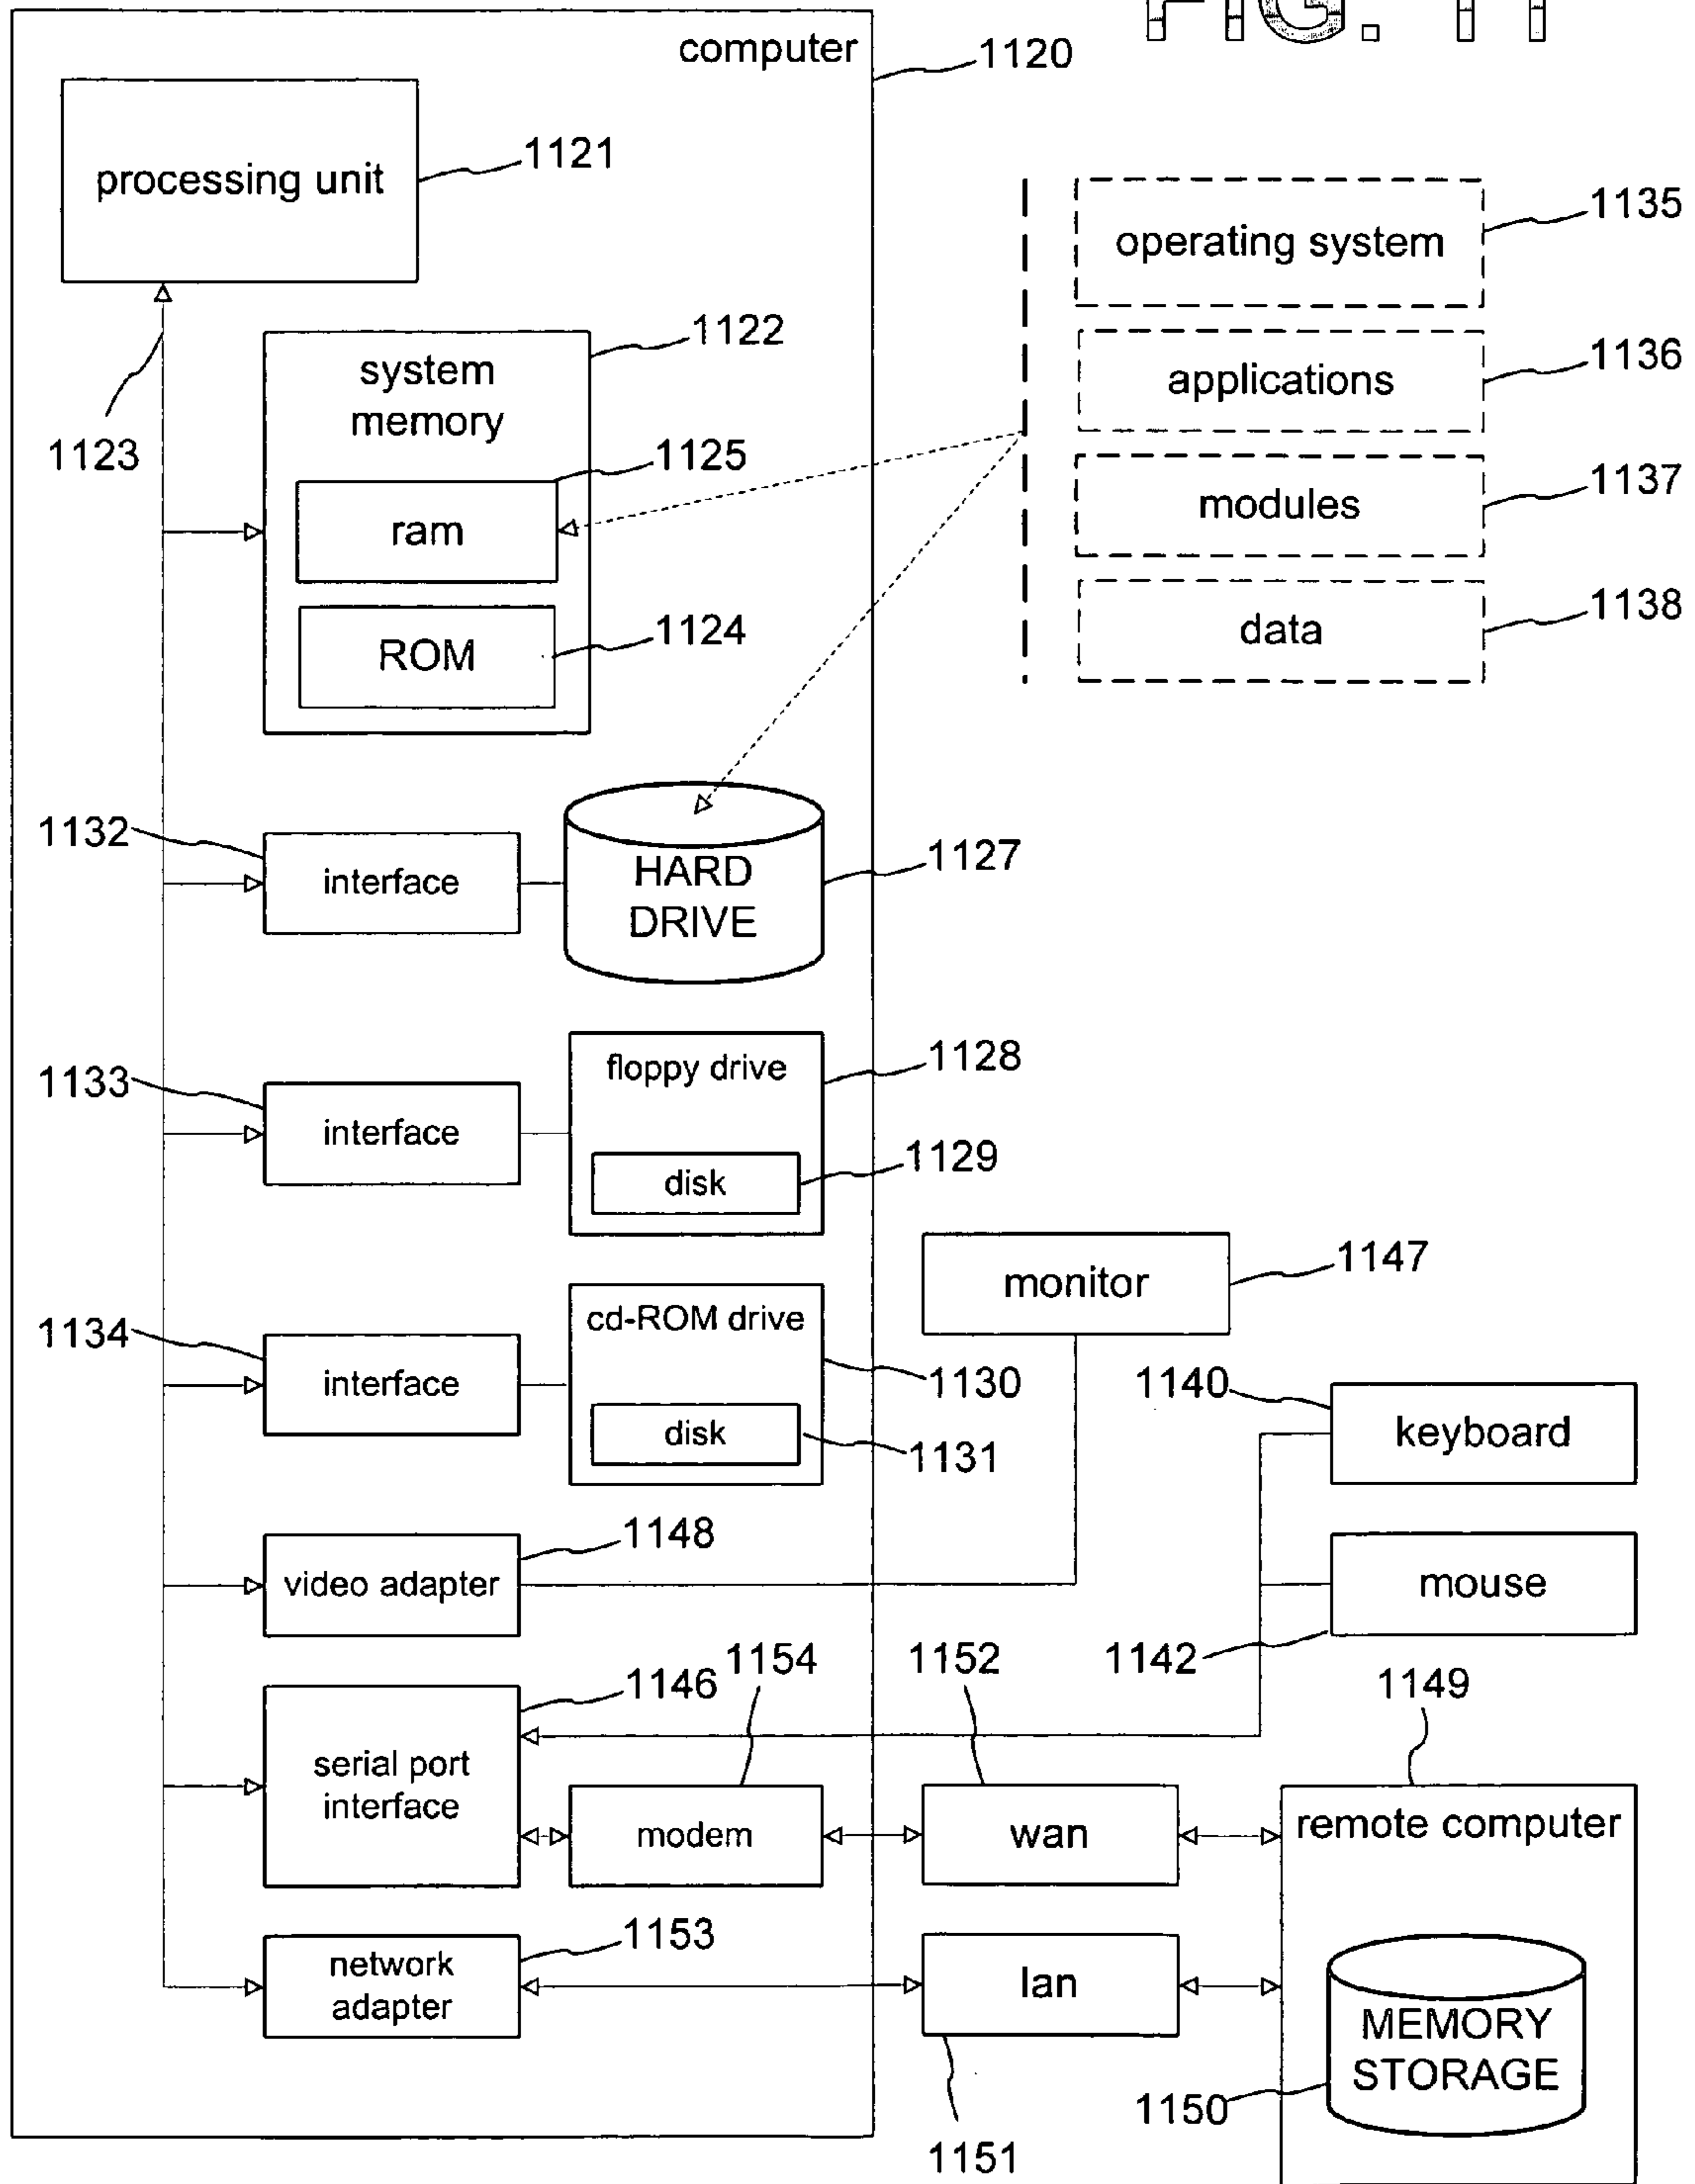 FIG. 11
computer
1120
processing unit
1121
1123
system
memory
1122
ram
1125
ROM
1124
operating system
1135
applications
1136
modules
1137
data
1138
1132
interface
HARD
DRIVE
1127
1133
interface
floppy drive
1128
disk
1129
1134
interface
cd-ROM drive
1130
disk
1131
monitor
1147
1140
keyboard
mouse
1142
video adapter
1148
serial port
interface
1146
modem
1154
wan
1152
remote computer
1149
network
adapter
1153
lan
1151
MEMORY
STORAGE
1150